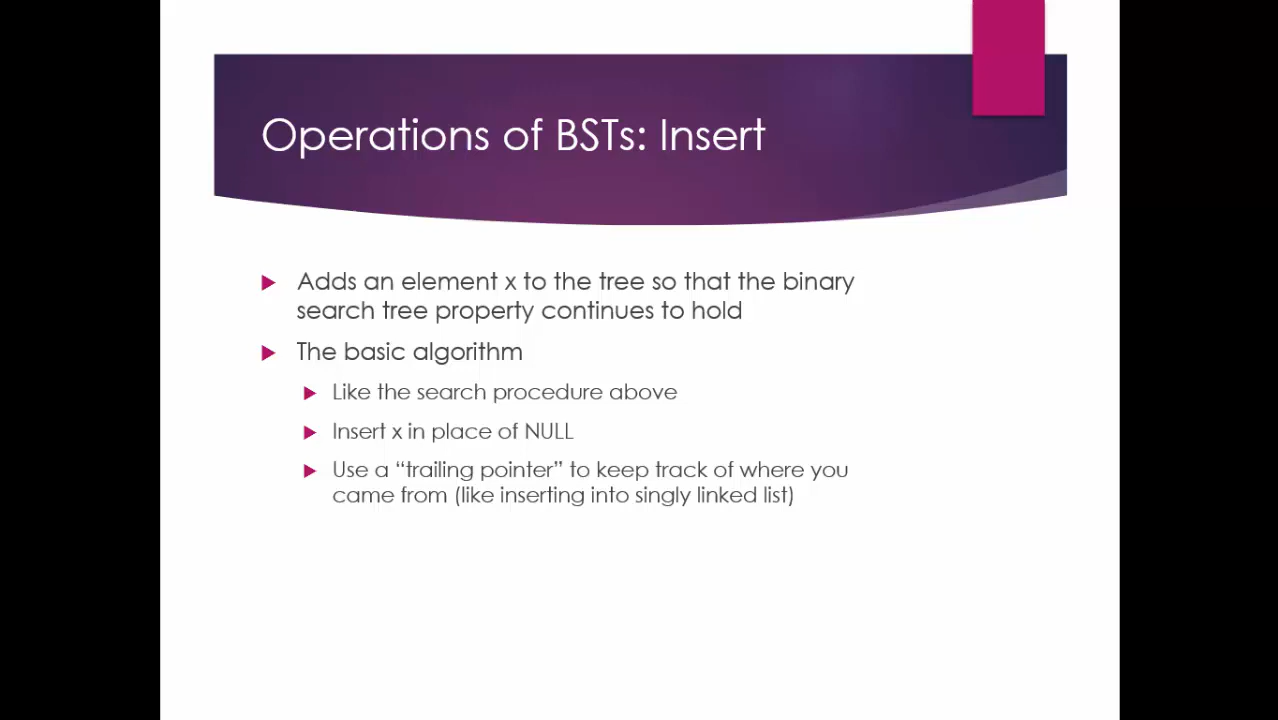 Operations of BSTs: Insert
Adds an element x to the tree so that the binary
search tree property continues to hold
The basic algorithm
Like the search procedure above
Insert x in place of NULL
Use a “trailing pointer” to keep track of where you
came from (like inserting into singly linked list)